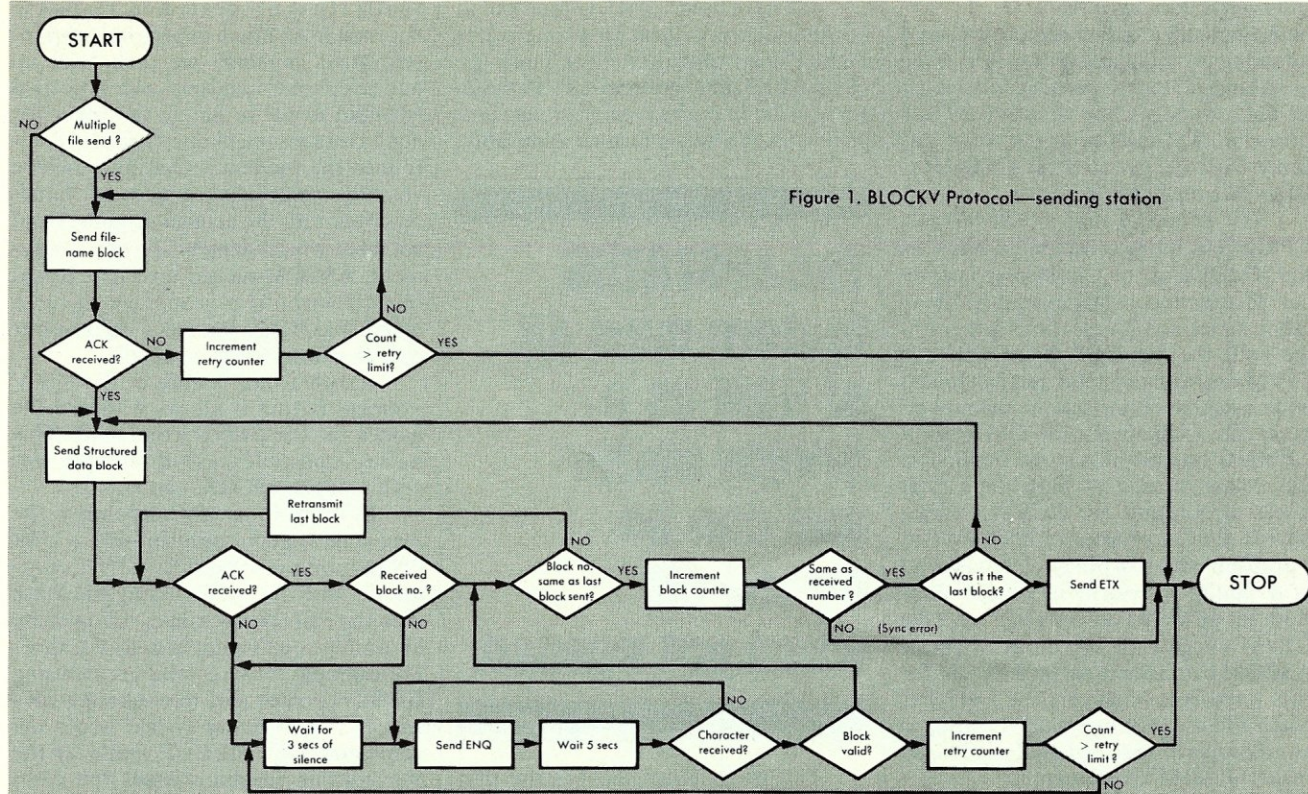 START
NO
Multiple
file send ?
YES
Figure 1. BLOCKV Protocol—sending station
Send file-
name block
NO
ACK
received?
NO
Increment
retry counter
Count
> retry
limit?
YES
YES
Send Structured
data block
Retransmit
last block
NO
NO
ACK
received?
YES
Received
block no. ?
Block no.
same as last
block sent?
YES
Increment
block counter
Same as
received
number ?
YES
Was it the
last block?
Send ETX
STOP
NO
NO
NO
(Sync error)
NO
Wait for
3 secs of
silence
Send ENQ
Wait 5 secs
Character
received?
Block
valid?
Increment
retry counter
Count
> retry
limit ?
YES
NO